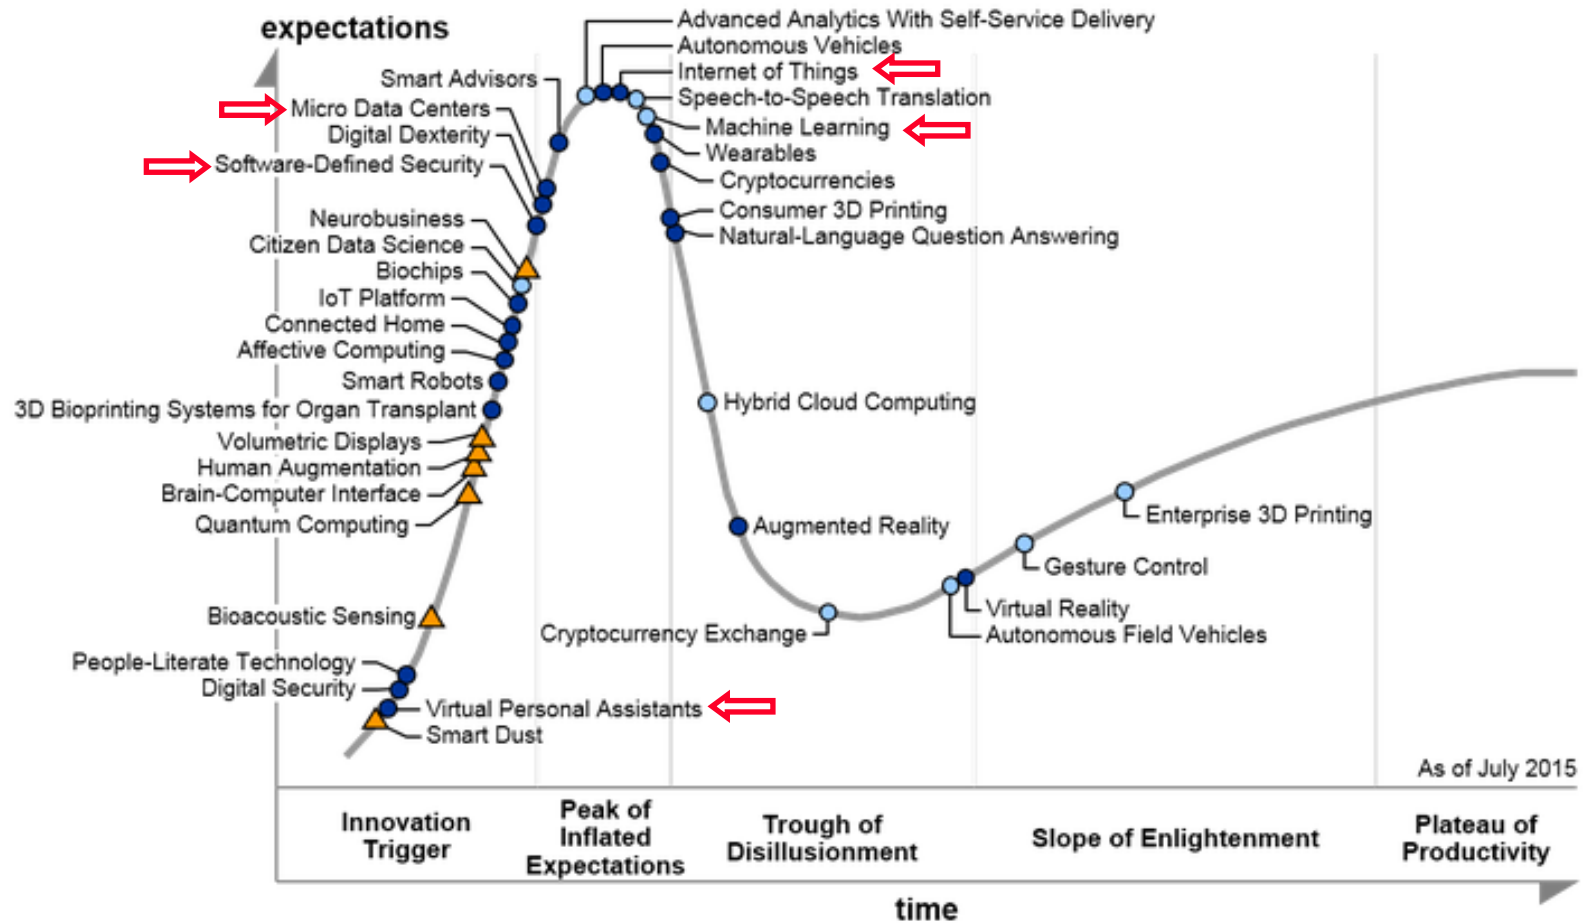 expectations
Advanced Analytics With Self-Service Delivery
Autonomous Vehicles
Internet of Things
Speech-to-Speech Translation
Machine Learning
Wearables
Cryptocurrencies
Consumer 3D Printing
Natural-Language Question Answering
Smart Advisors
Micro Data Centers
Digital Dexterity
Software-Defined Security
Neurobusiness
Citizen Data Science
Biochips
IoT Platform
Connected Home
Affective Computing
Smart Robots
3D Bioprinting Systems for Organ Transplant
Volumetric Displays
Human Augmentation
Brain-Computer Interface
Quantum Computing
Bioacoustic Sensing
People-Literate Technology
Digital Security
Virtual Personal Assistants
Smart Dust
Hybrid Cloud Computing
Augmented Reality
Cryptocurrency Exchange
Enterprise 3D Printing
Gesture Control
Virtual Reality
Autonomous Field Vehicles
As of July 2015
Innovation
Trigger
Peak of
Inflated
Expectations
Trough of
Disillusionment
Slope of Enlightenment
Plateau of
Productivity
time